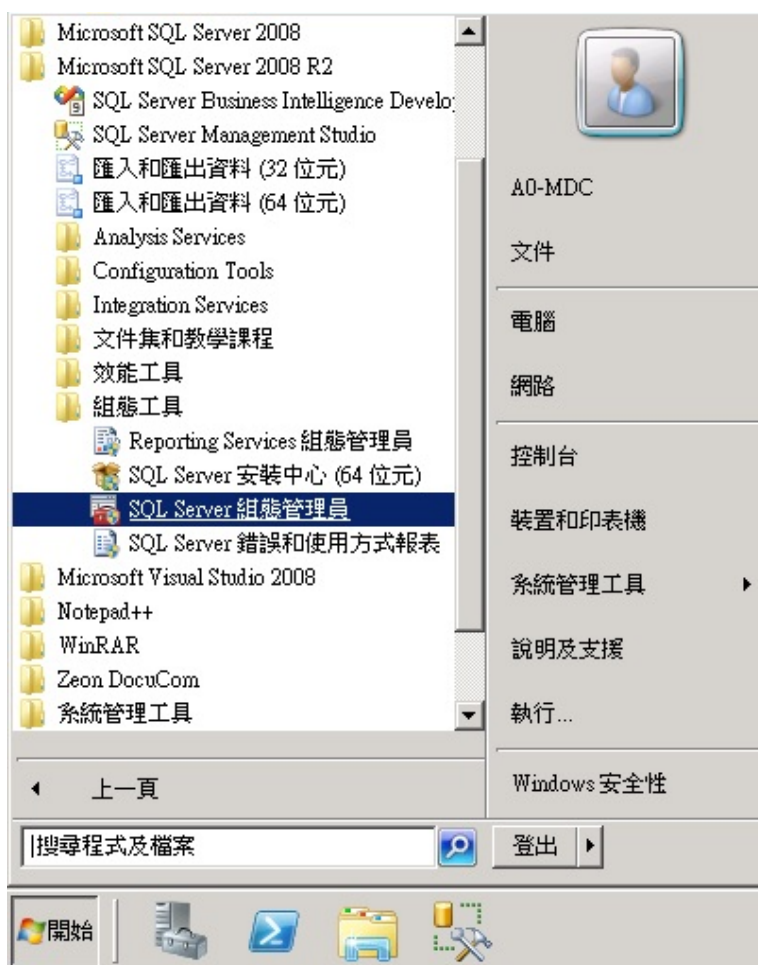 Microsoft SQL Server 2008
Microsoft SQL Server 2008 R2
SQL Server Business Intelligence Develo
SQL Server Management Studio
匯入和匯出資料 (32 位元)
匯入和匯出資料 (64 位元)
Analysis Services
Configuration Tools
Integration Services
文件集和教學課程
效能工具
組態工具
Reporting Services 組態管理員
SQL Server 安裝中心 (64 位元)
SQL Server 組態管理員
SQL Server 錯誤和使用方式報表
Microsoft Visual Studio 2008
Notepad++
WinRAR
Zeon DocuCom
系統管理工具
上一頁
搜尋程式及檔案
A0-MDC
文件
電腦
網路
控制台
裝置和印表機
系統管理工具
說明及支援
執行...
Windows 安全性
登出
開始